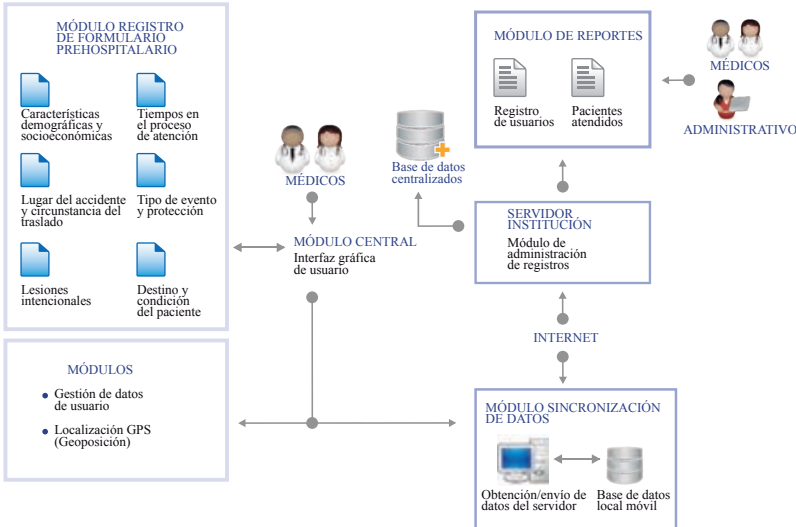 MÓDULO REGISTRO
DE FORMULARIO
PREHOSPITALARIO
Características
demográficas y
socioeconómicas
Tiempos en
el proceso
de atención
Lugar del accidente
y circunstancia del
traslado
Tipo de evento
y protección
Lesiones
intencionales
Destino y
condición
del paciente
MÓDULOS
• Gestión de datos
de usuario
• Localización GPS
(Geoposición)
MÉDICOS
MÓDULO CENTRAL
Interfaz gráfica
de usuario
Base de datos
centralizados
MÓDULO DE REPORTES
Registro
de usuarios
Pacientes
atendidos
MÉDICOS
ADMINISTRATIVO
SERVIDOR
INSTITUCIÓN
Módulo de
administración
de registros
INTERNET
MÓDULO SINCRONIZACIÓN
DE DATOS
Obtención/envío de
datos del servidor
Base de datos
local móvil